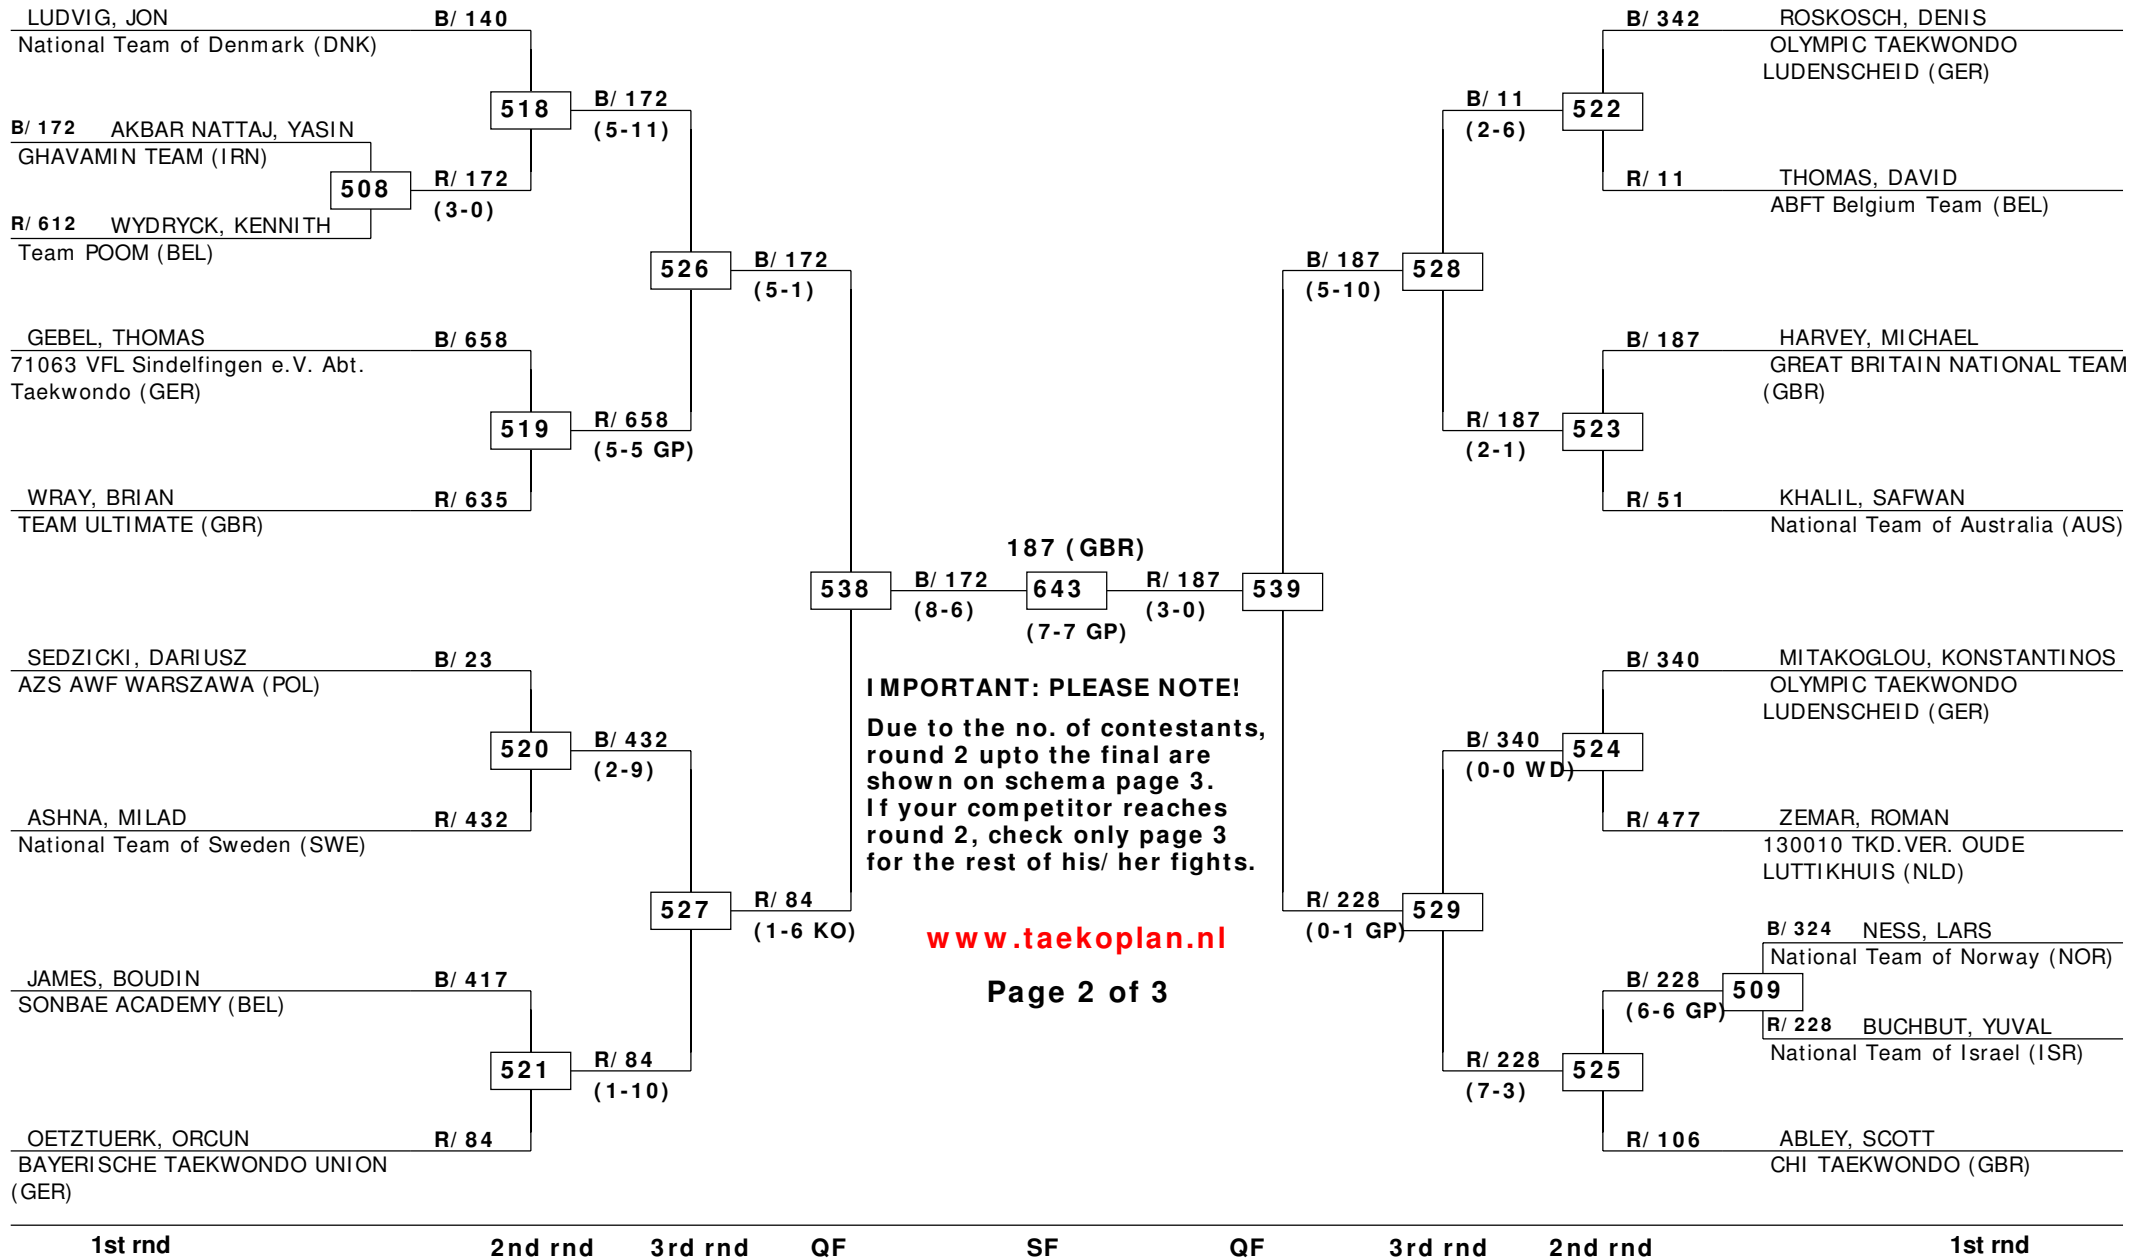 LUDVIG, JON
B/ 140
National Team of Denmark (DNK)
518
B/ 172
(5-11)
B/ 172 AKBAR NATTAJ, YASIN
GHAVAMIN TEAM (IRN)
508
R/ 172
(3-0)
R/ 612 WYDRYCK, KENNITH
Team POOM (BEL)
526
B/ 172
(5-1)
GEBEL, THOMAS
B/ 658
71063 VFL Sindelfingen e.V. Abt.
Taekwondo (GER)
519
R/ 658
(5-5 GP)
WRAY, BRIAN
R/ 635
TEAM ULTIMATE (GBR)
538
B/ 172
(8-6)
SEDZICKI, DARIUSZ
B/ 23
AZS AWF WARSZAWA (POL)
520
B/ 432
(2-9)
ASHNA, MILAD
R/ 432
National Team of Sweden (SWE)
527
R/ 84
(1-6 KO)
JAMES, BOUDIN
B/ 417
SONBAE ACADEMY (BEL)
521
R/ 84
(1-10)
OETZTUERK, ORCUN
R/ 84
BAYERISCHE TAEKWONDO UNION
(GER)
187 (GBR)
643
(7-7 GP)
IMPORTANT: PLEASE NOTE!
Due to the no. of contestants,
round 2 upto the final are
shown on schema page 3.
If your competitor reaches
round 2, check only page 3
for the rest of his/ her fights.
www.taekoplan.nl
Page 2 of 3
B/ 342
ROSKOSCH, DENIS
OLYMPIC TAEKWONDO
LUDENSCHEID (GER)
B/ 11
(2-6)
522
R/ 11
THOMAS, DAVID
ABFT Belgium Team (BEL)
B/ 187
(5-10)
528
B/ 187
HARVEY, MICHAEL
GREAT BRITAIN NATIONAL TEAM
(GBR)
R/ 187
(2-1)
523
R/ 51
KHALIL, SAFWAN
National Team of Australia (AUS)
R/ 187
(3-0)
539
B/ 340
MITAKOGLOU, KONSTANTINOS
OLYMPIC TAEKWONDO
LUDENSCHEID (GER)
B/ 340
(0-0 WD)
524
R/ 477
ZEMAR, ROMAN
130010 TKD.VER. OUDE
LUTTIKHUIS (NLD)
R/ 228
(0-1 GP)
529
B/ 324 NESS, LARS
National Team of Norway (NOR)
B/ 228
(6-6 GP)
509
R/ 228 BUCHBUT, YUVAL
National Team of Israel (ISR)
R/ 228
(7-3)
525
R/ 106
ABLEY, SCOTT
CHI TAEKWONDO (GBR)
1st rnd 2nd rnd 3rd rnd QF SF QF 3rd rnd 2nd rnd 1st rnd